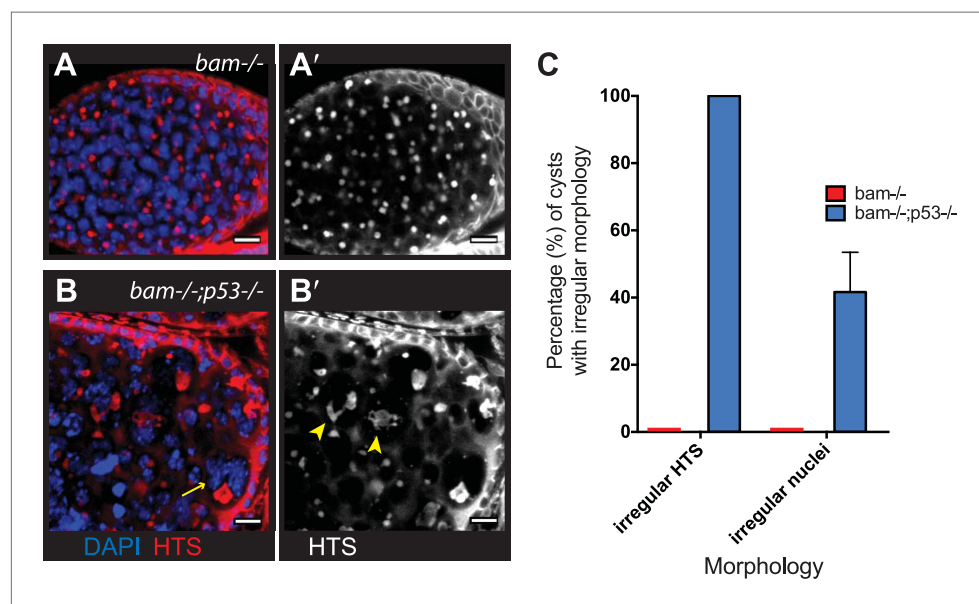 A
bam-/-
A′
B
bam-/-;p53-/-
B′
DAPI HTS
HTS
C
Percentage (%) of cysts
with irregular morphology
100
80
60
40
20
0
bam-/-
bam-/-;p53-/-
irregular HTS
irregular nuclei
Morphology